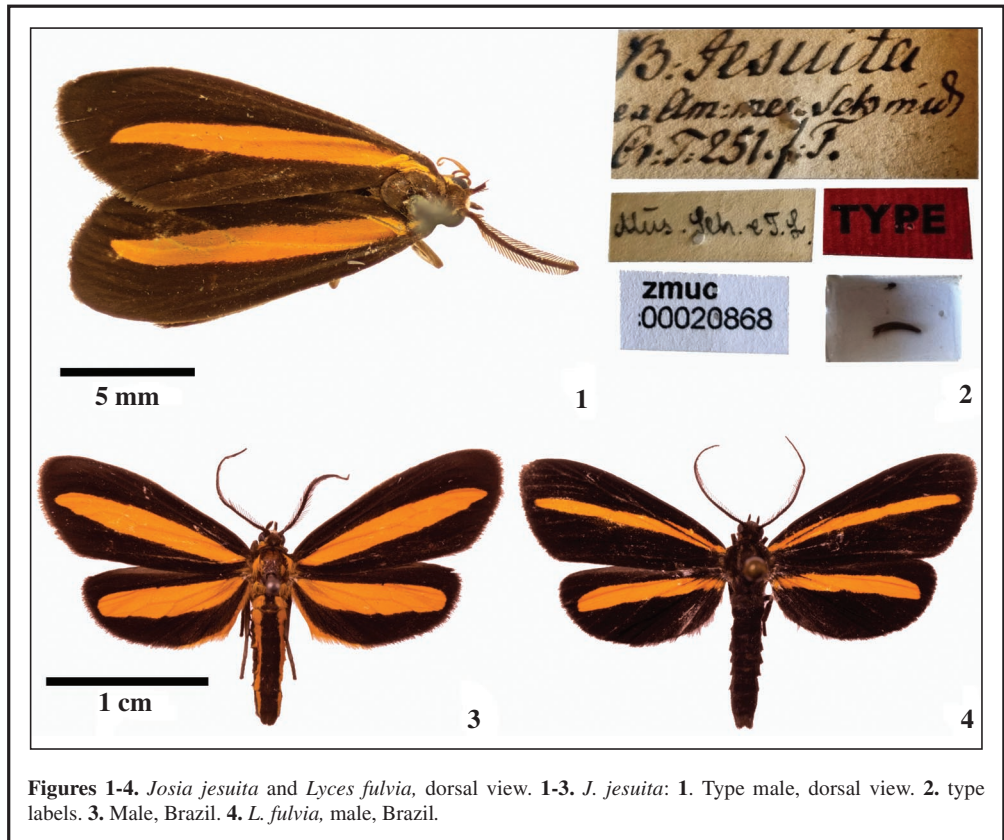 B: Jesuita
ex Am: mer. Schmidt
Cr: T: 251. f: F.
Mus. Seh. e T. L.
TYPE
zmuc
00020868
5 mm
1
2
1 cm
3
4
Figures 1-4. Josia jesuita and Lyces fulvia, dorsal view. 1-3. J. jesuita: 1. Type male, dorsal view. 2. type
labels. 3. Male, Brazil. 4. L. fulvia, male, Brazil.